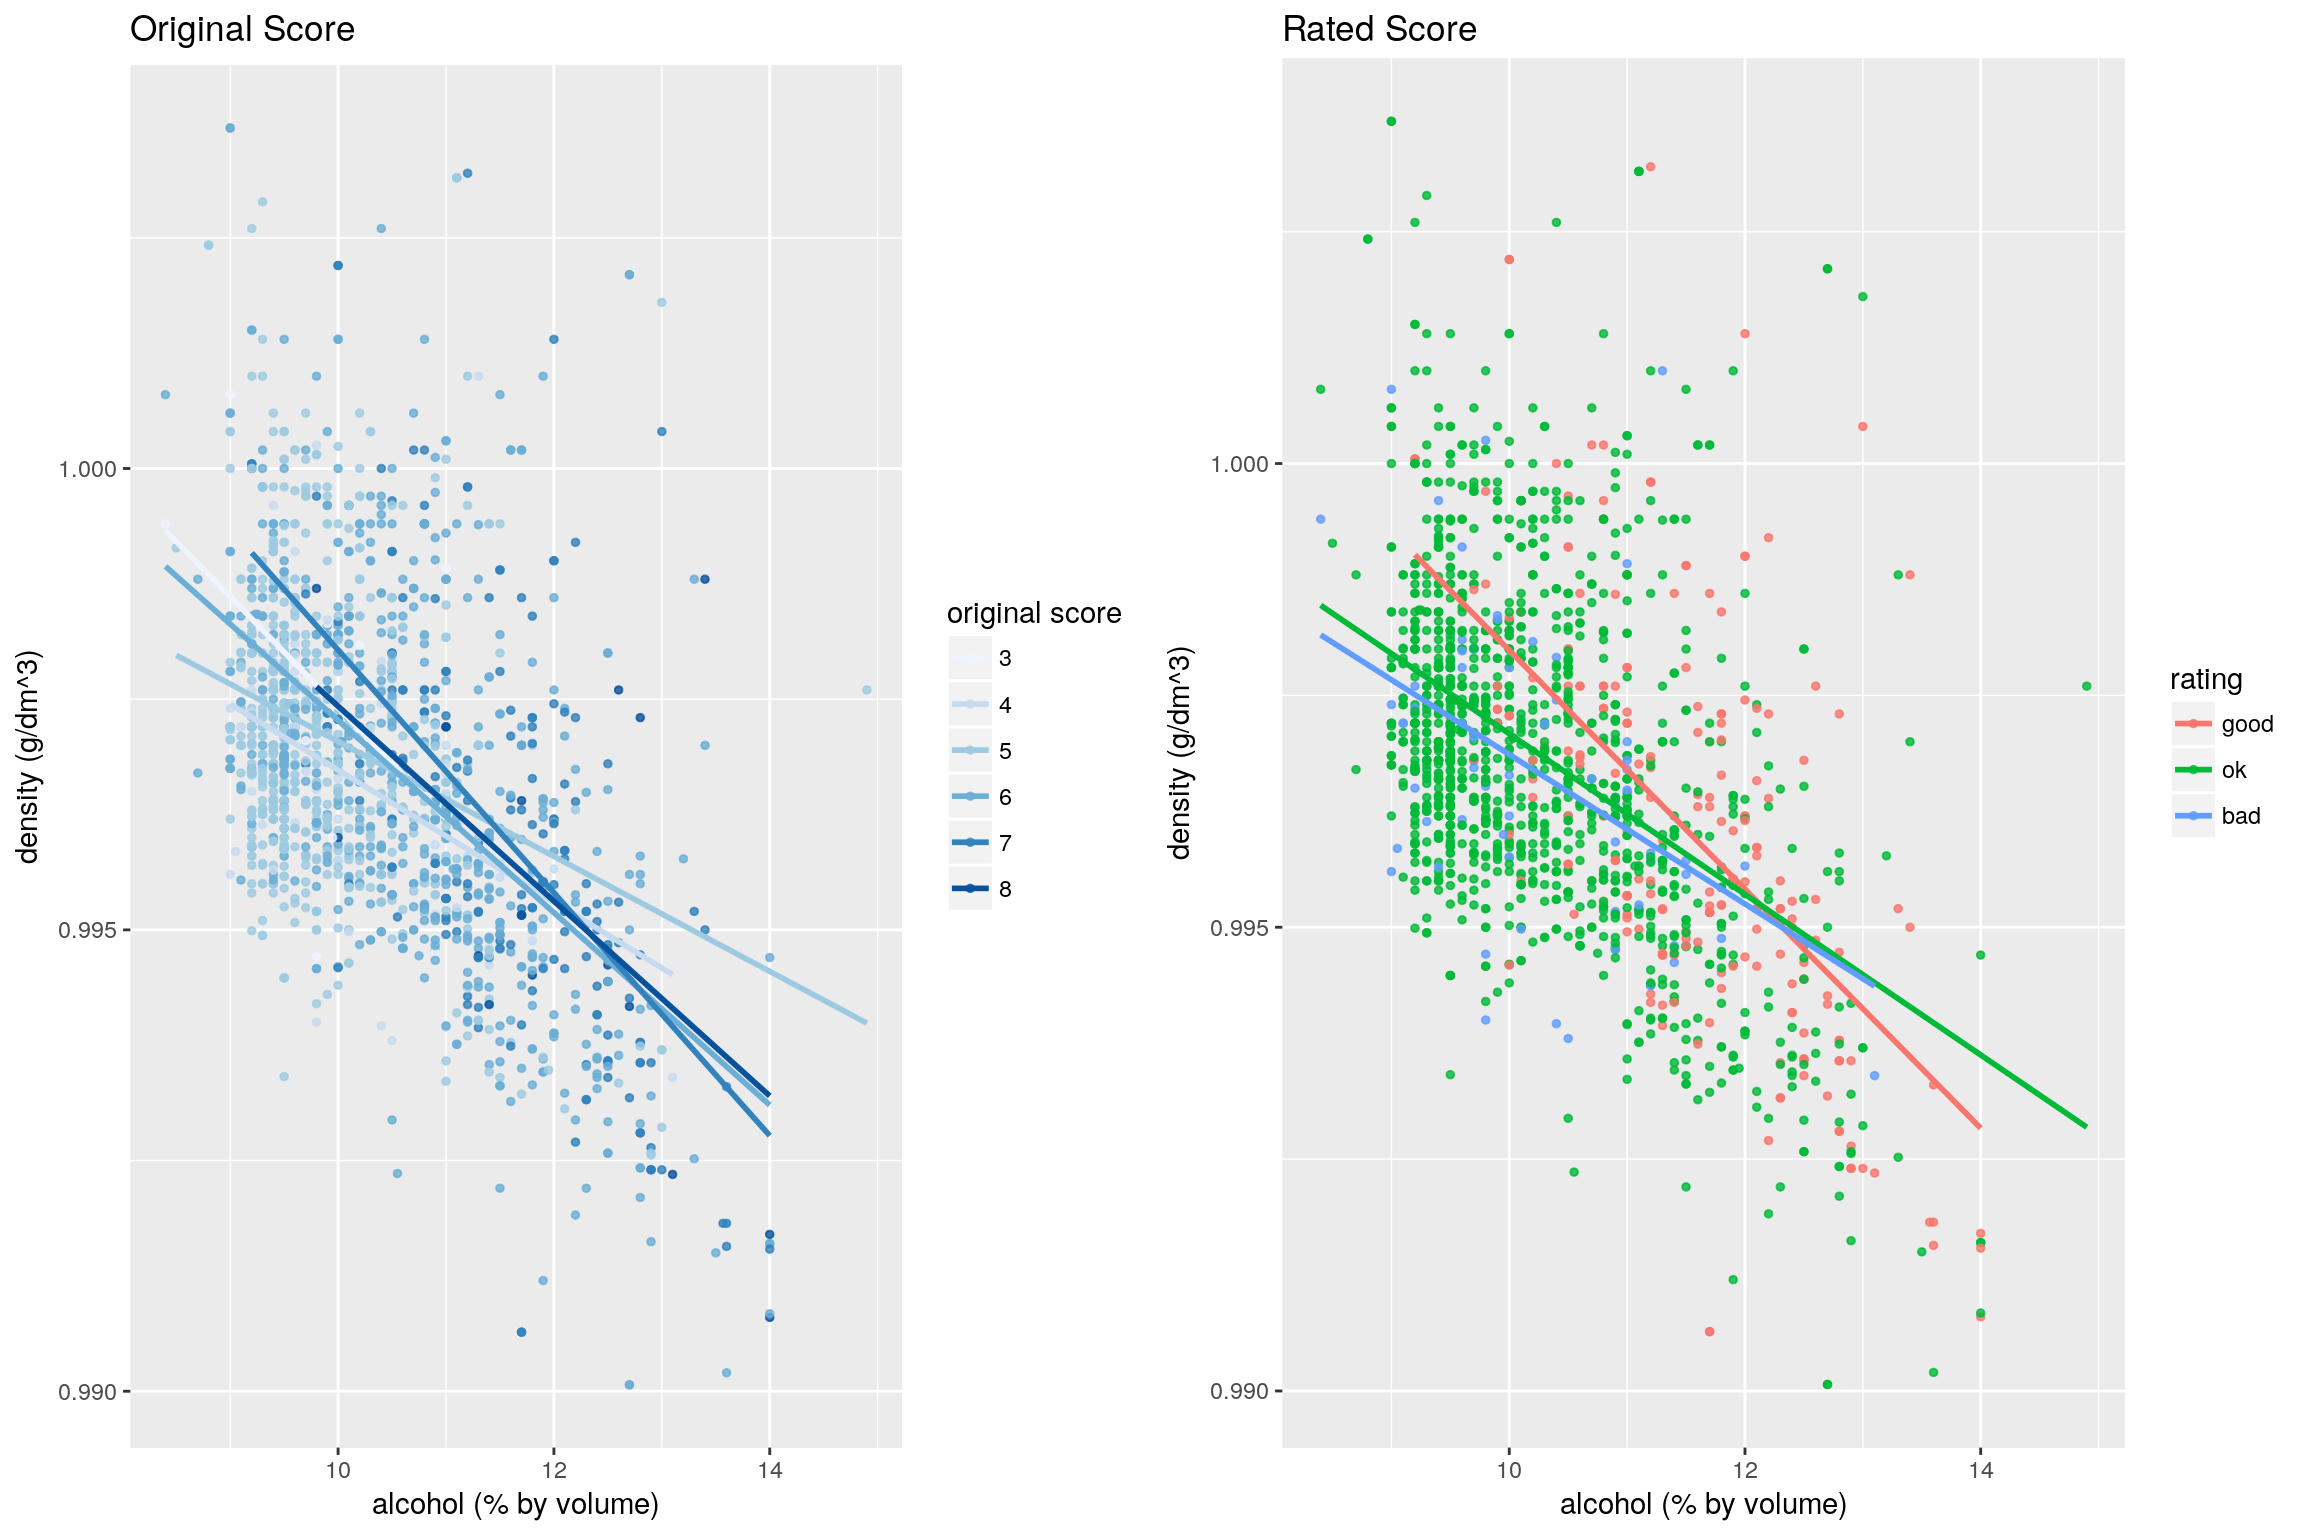 Original Score
density (g/dm^3)
1.000
0.995
0.990
10
12
14
alcohol (% by volume)
original score
3
4
5
6
7
8
Rated Score
density (g/dm^3)
1.000
0.995
0.990
10
12
14
alcohol (% by volume)
rating
good
ok
bad